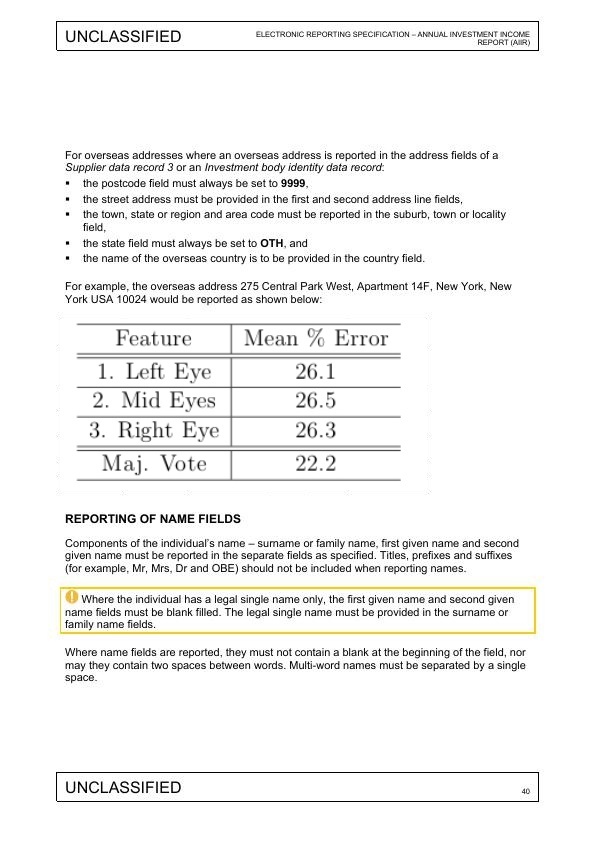 UNCLASSIFIED
ELECTRONIC REPORTING SPECIFICATION – ANNUAL INVESTMENT INCOME
REPORT (AIIR)
For overseas addresses where an overseas address is reported in the address fields of a
Supplier data record 3 or an Investment body identity data record:
▪ the postcode field must always be set to 9999,
▪ the street address must be provided in the first and second address line fields,
▪ the town, state or region and area code must be reported in the suburb, town or locality
field,
▪ the state field must always be set to OTH, and
▪ the name of the overseas country is to be provided in the country field.
For example, the overseas address 275 Central Park West, Apartment 14F, New York, New
York USA 10024 would be reported as shown below:
Feature Mean % Error
1. Left Eye 26.1
2. Mid Eyes 26.5
3. Right Eye 26.3
Maj. Vote 22.2
REPORTING OF NAME FIELDS
Components of the individual’s name – surname or family name, first given name and second
given name must be reported in the separate fields as specified. Titles, prefixes and suffixes
(for example, Mr, Mrs, Dr and OBE) should not be included when reporting names.
Where the individual has a legal single name only, the first given name and second given
name fields must be blank filled. The legal single name must be provided in the surname or
family name fields.
Where name fields are reported, they must not contain a blank at the beginning of the field, nor
may they contain two spaces between words. Multi-word names must be separated by a single
space.
UNCLASSIFIED
40